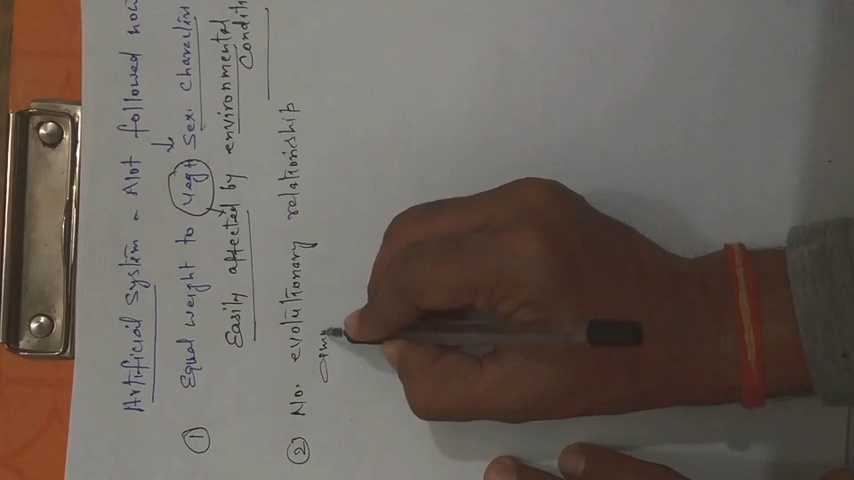 Artificial System - Not followed now
① Equal weight to Veg, Sex. Characters
Easily affected by environmental
Conditi
② No. evolutionary relationship